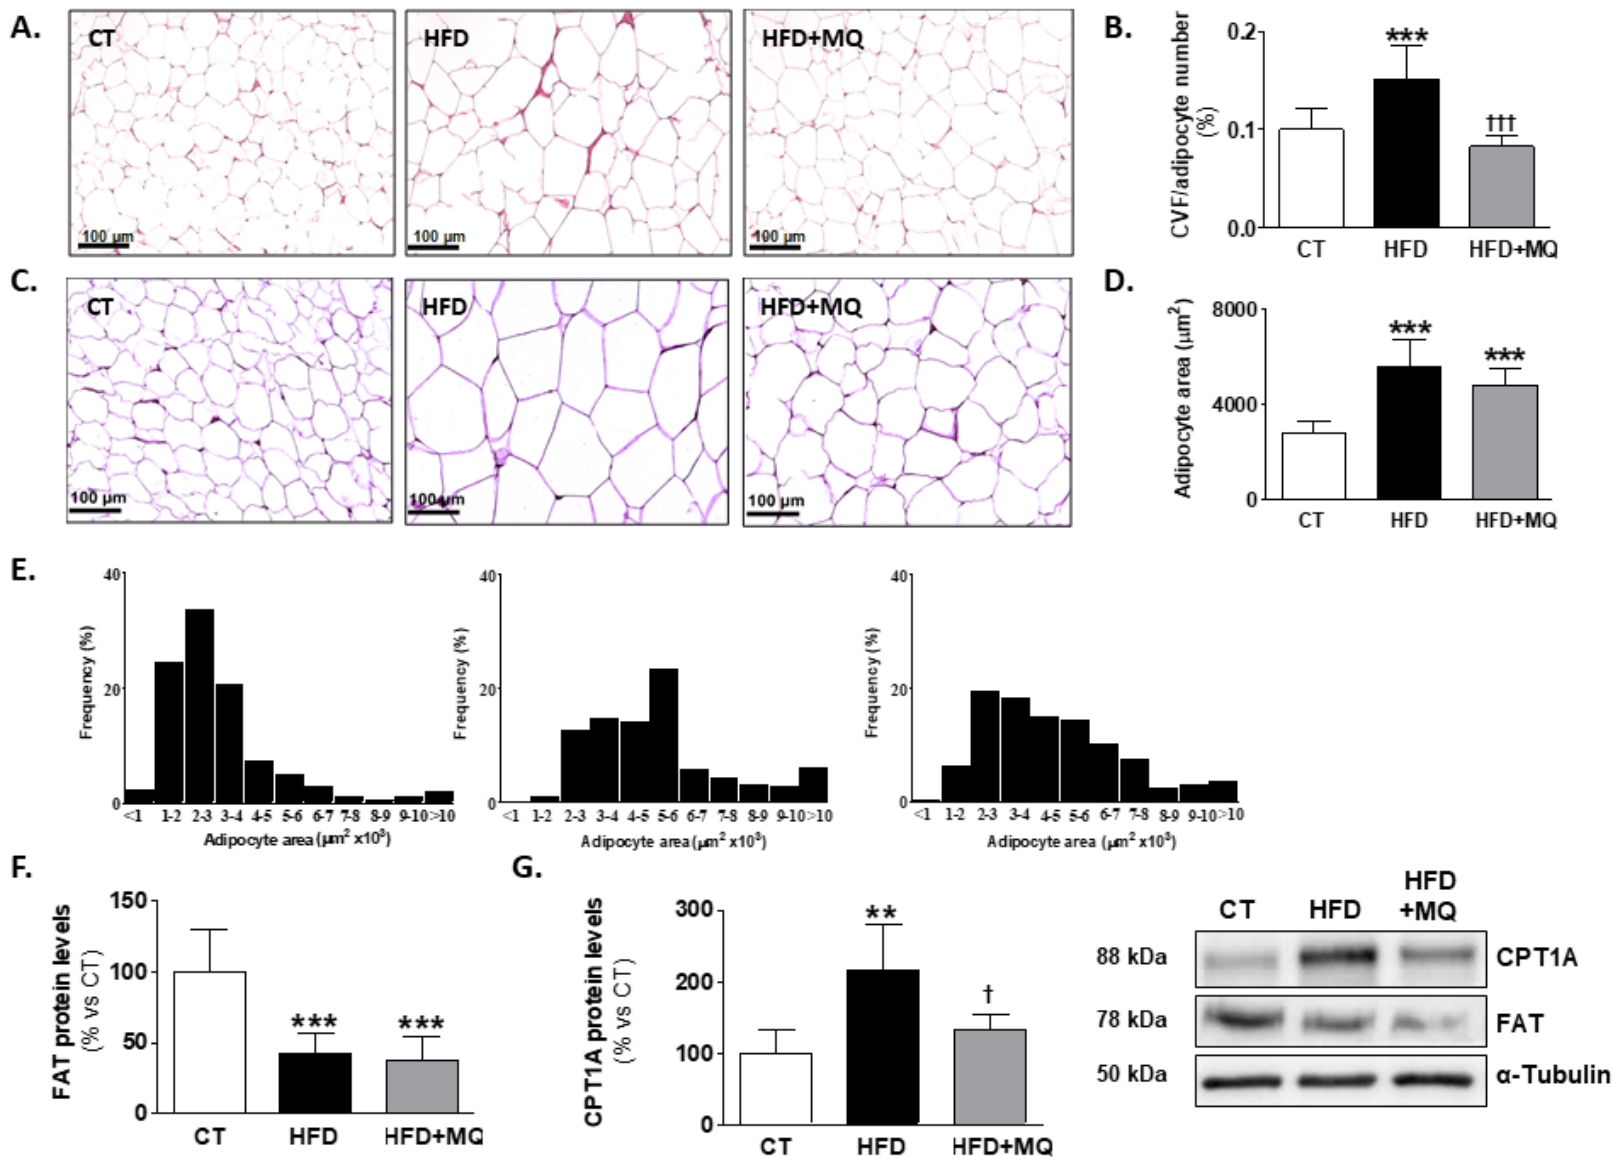 A.
CT
HFD
HFD+MQ
100 µm
100 µm
100 µm
B.
CVF/adipocyte number
(%)
0.2
0.1
0.0
***
†††
CT
HFD
HFD+MQ
C.
CT
HFD
HFD+MQ
100 µm
100 µm
100 µm
D.
Adipocyte area (µm²)
8000
4000
0
***
***
CT
HFD
HFD+MQ
E.
Frequency (%)
40
20
0
<1 1-2 2-3 3-4 4-5 5-6 6-7 7-8 8-9 9-10 >10
Adipocyte area (µm² x10³)
Frequency (%)
40
20
0
<1 1-2 2-3 3-4 4-5 5-6 6-7 7-8 8-9 9-10 >10
Adipocyte area (µm² x10³)
Frequency (%)
40
20
0
<1 1-2 2-3 3-4 4-5 5-6 6-7 7-8 8-9 9-10 >10
Adipocyte area (µm² x10³)
F.
FAT protein levels
(% vs CT)
150
100
50
0
***
***
CT
HFD
HFD+MQ
G.
CPT1A protein levels
(% vs CT)
300
200
100
0
**
†
CT
HFD
HFD+MQ
CT
HFD
HFD
+MQ
88 kDa
CPT1A
78 kDa
FAT
50 kDa
α-Tubulin